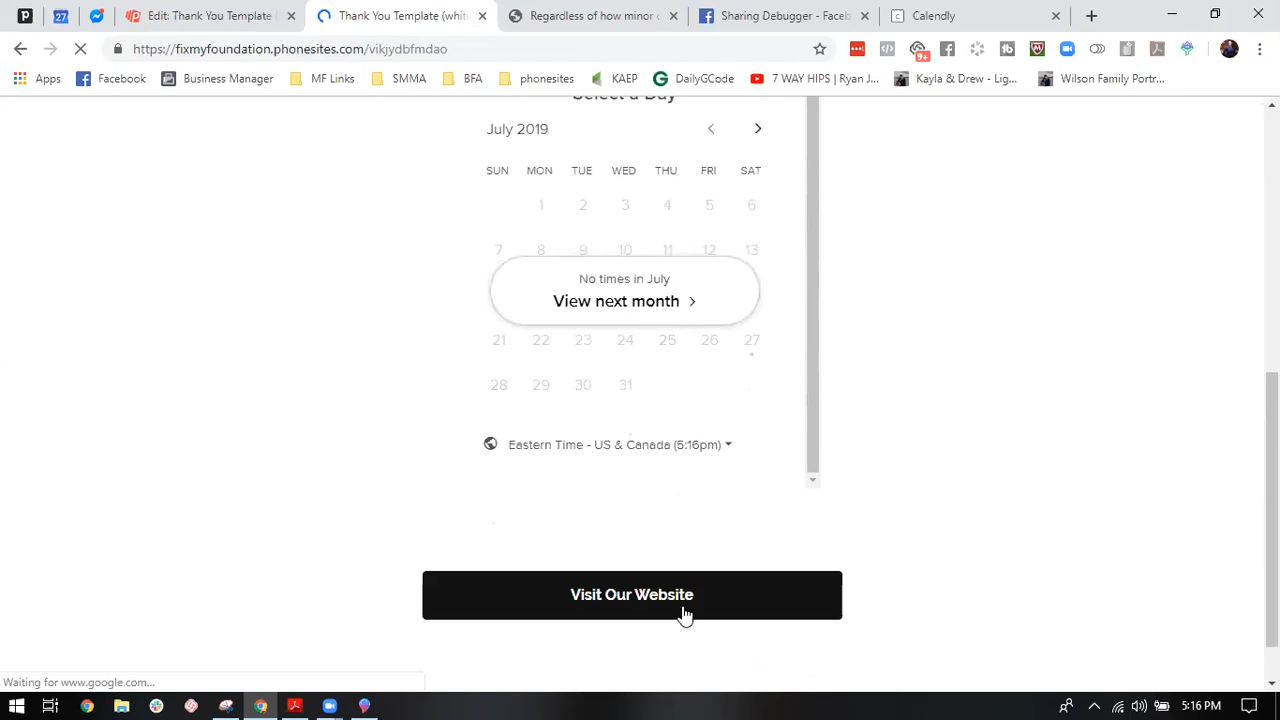 27
Edit: Thank You Template
Thank You Template (whit
Regardless of how minor
Sharing Debugger - Faceb
Calendly
https://fixmyfoundation.phonesites.com/vikjydbfmdao
9+
Apps
Facebook
Business Manager
MF Links
SMMA
BFA
phonesites
KAEP
DailyGCode
7 WAY HIPS | Ryan J...
Kayla & Drew - Lig...
Wilson Family Portr...
Select a Day
July 2019
SUN MON TUE WED THU FRI SAT
1 2 3 4 5 6
7 8 9 10 11 12 13
No times in July
View next month
21 22 23 24 25 26 27
28 29 30 31
Eastern Time - US & Canada (5:16pm)
Visit Our Website
Waiting for www.google.com...
5:16 PM